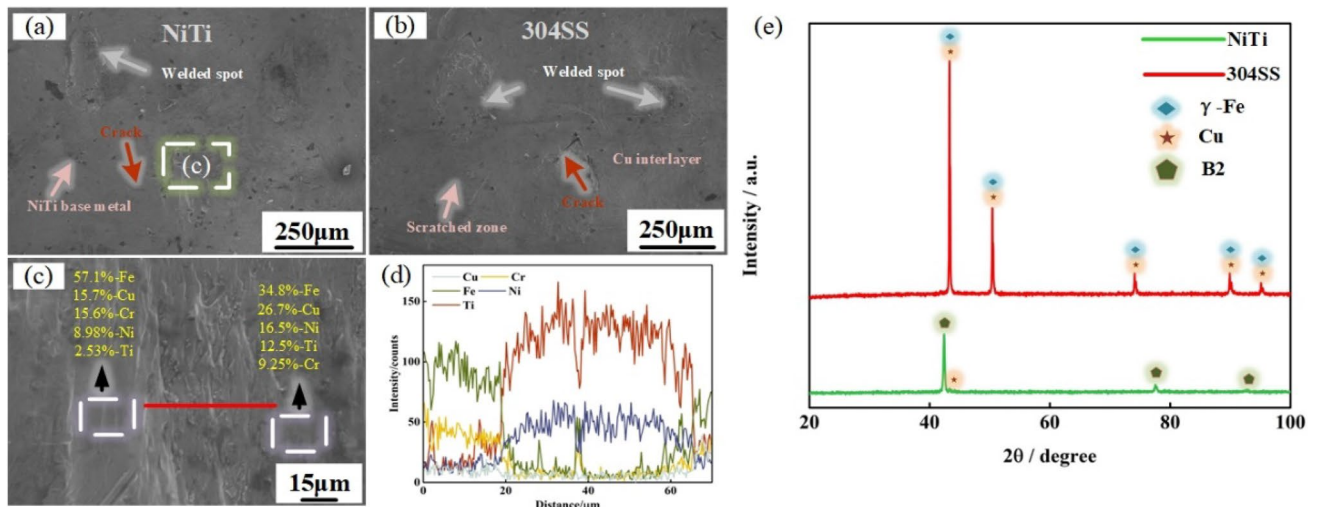 (a)
NiTi
Welded spot
Crack
(c)
NiTi base metal
250μm
(b)
304SS
Welded spot
Cu interlayer
Scratched zone
Crack
250μm
(c)
57.1%-Fe
15.7%-Cu
15.6%-Cr
8.98%-Ni
2.53%-Ti
34.8%-Fe
26.7%-Cu
16.5%-Ni
12.5%-Ti
9.25%-Cr
15μm
(d)
Cu
Cr
Fe
Ni
Ti
150
100
50
0
Intensity/counts
0 20 40 60
Distance/μm
(e)
NiTi
304SS
γ-Fe
Cu
B2
Intensity / a.u.
20 40 60 80 100
2θ / degree